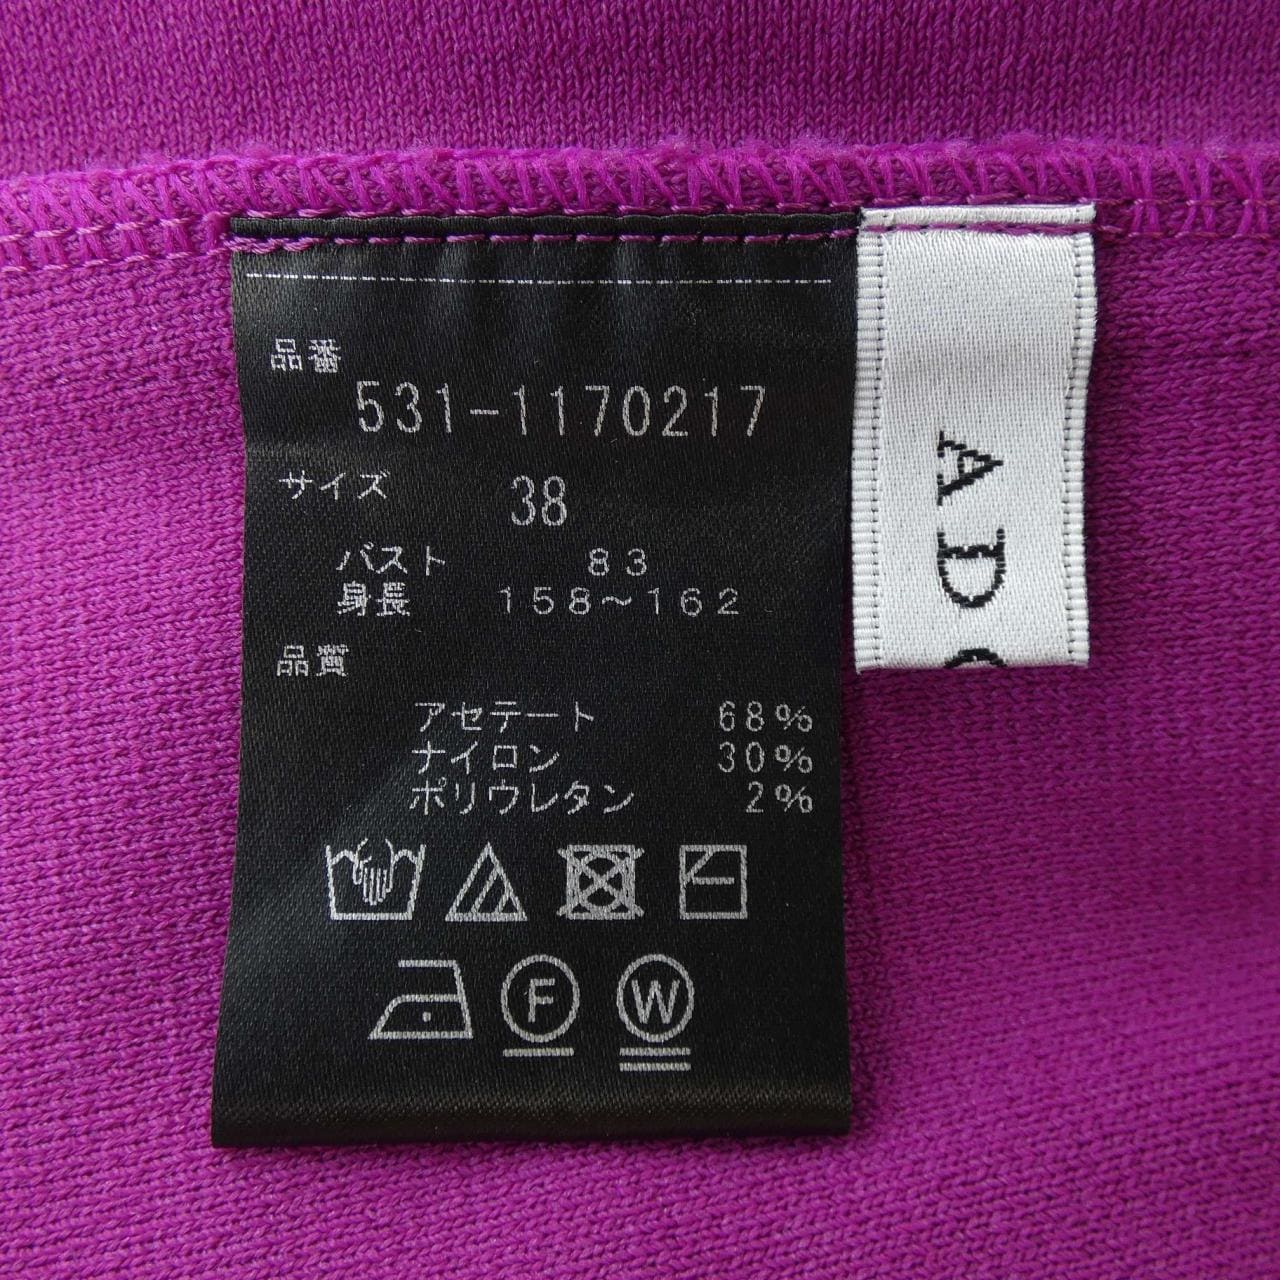 品番
531-1170217
サイズ 38
バスト 83
身長 158~162
品質
アセテート 68%
ナイロン 30%
ポリウレタン 2%
F W
A D